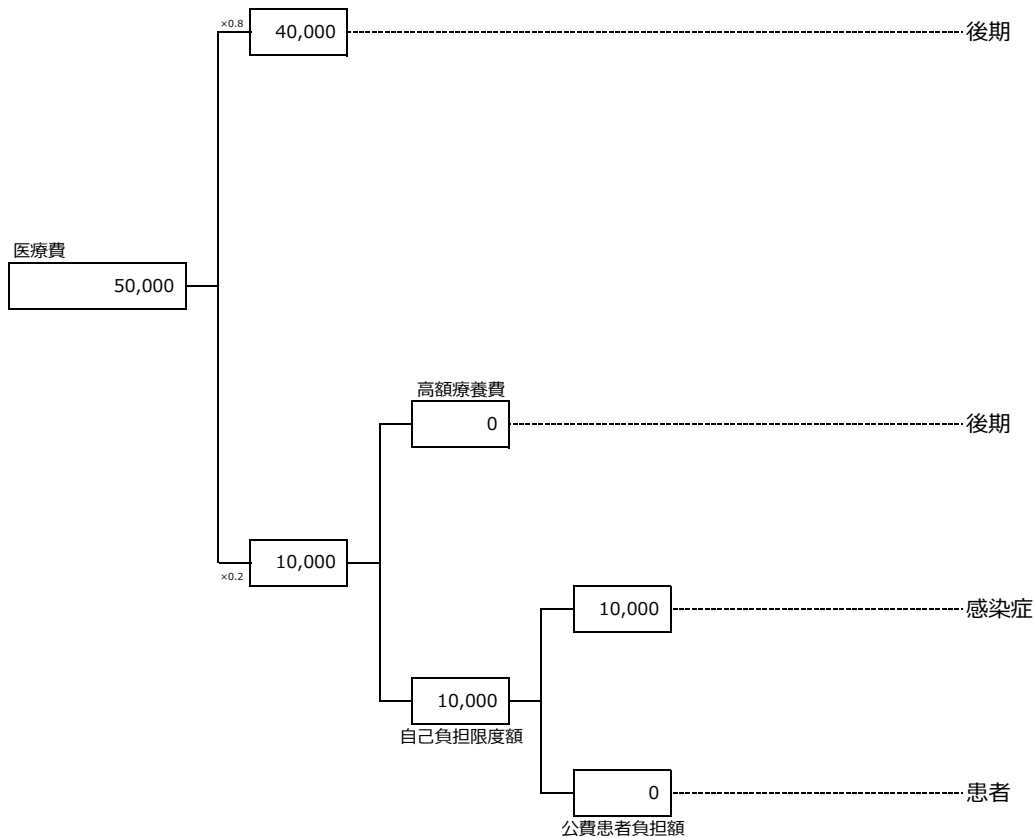 ×0.8
40,000
後期
医療費
50,000
高額療養費
0
後期
10,000
×0.2
10,000
感染症
10,000
自己負担限度額
0
患者
公費患者負担額